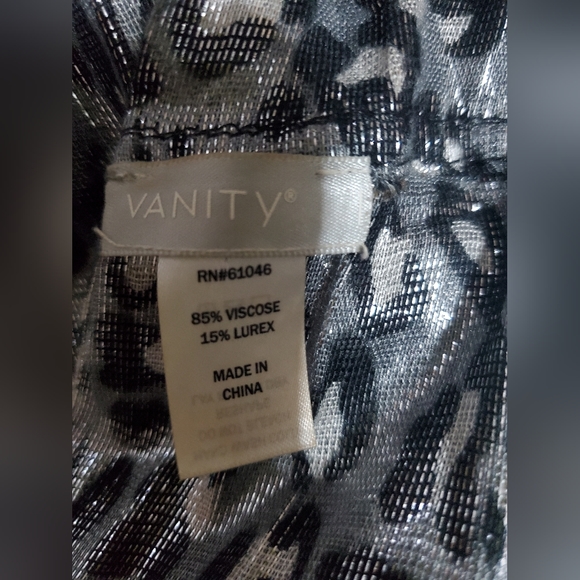 VANITY®
RN#61046
85% VISCOSE
15% LUREX
MADE IN
CHINA